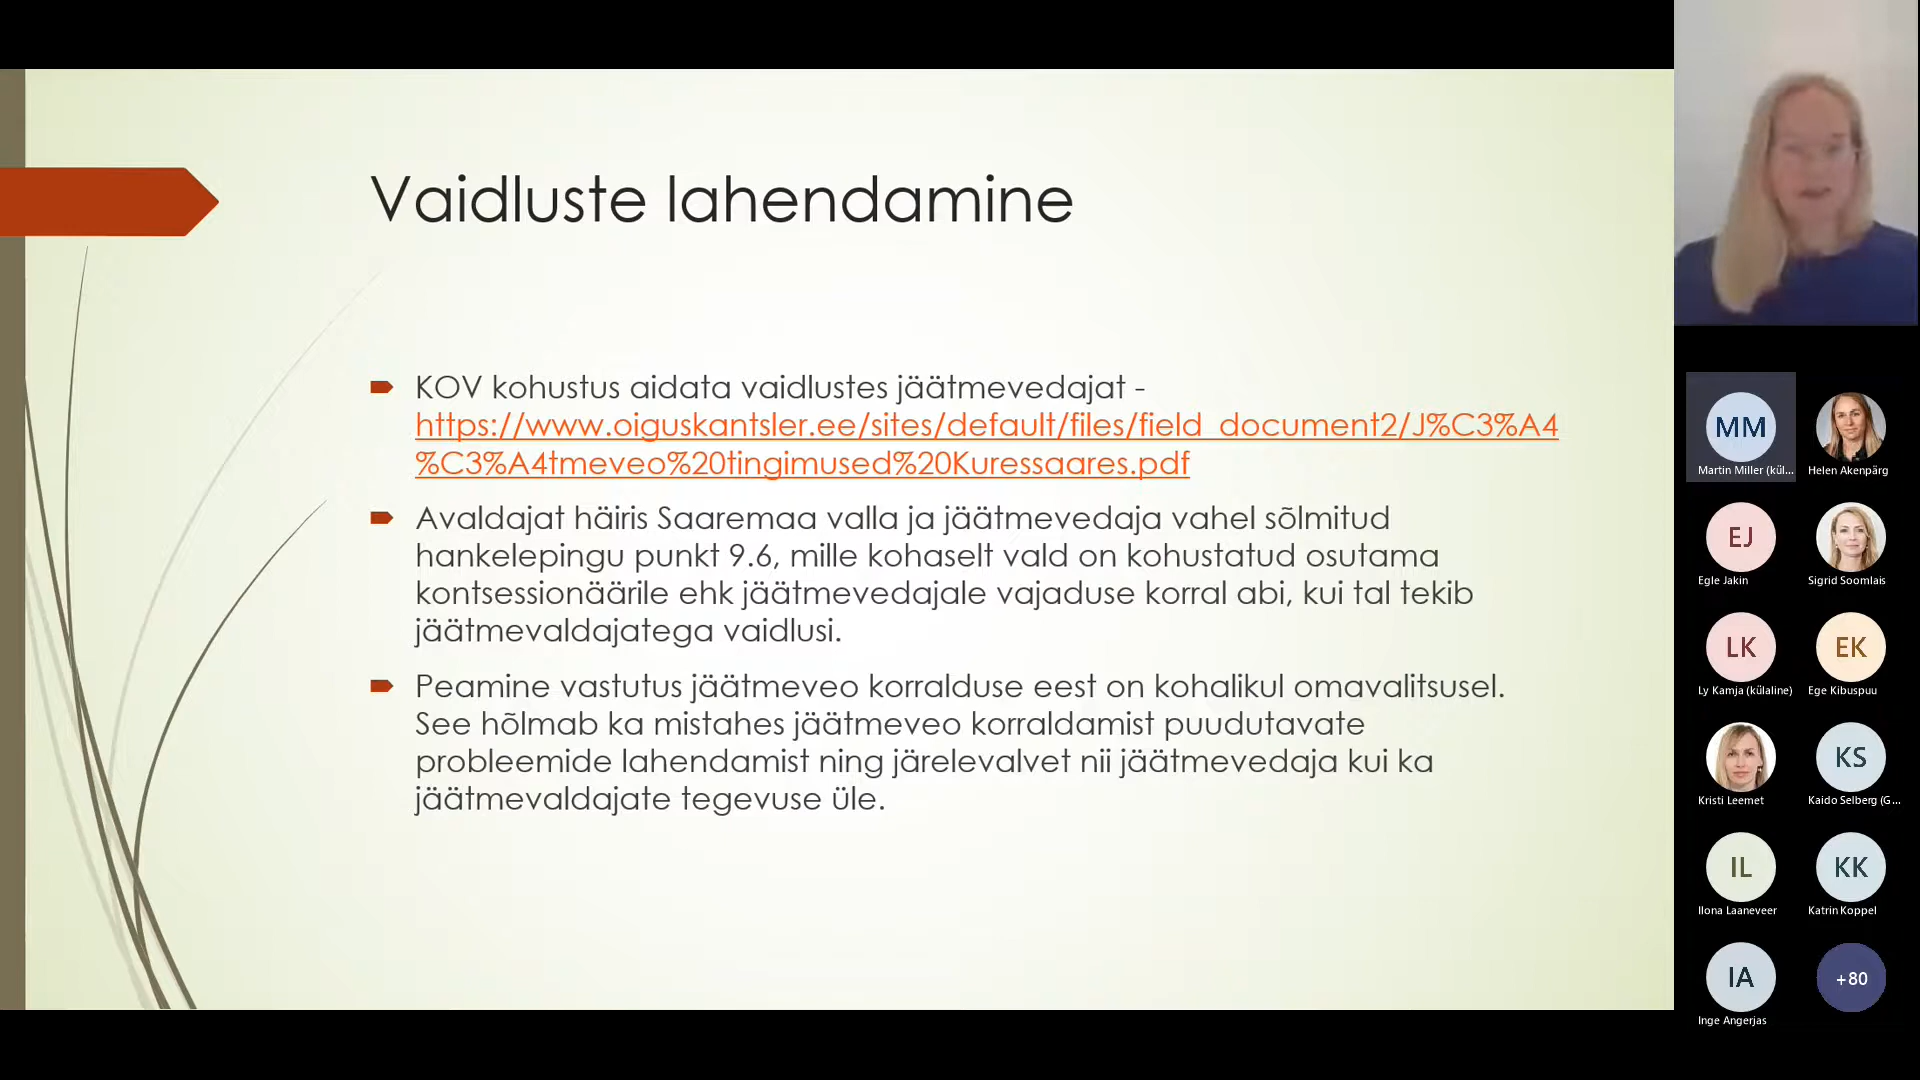 Vaidluste lahendamine
KOV kohustus aidata vaidlustes jäätmevedajat -
https://www.oiguskantsler.ee/sites/default/files/field_document2/J%C3%A4
%C3%A4tmeveo%20tingimused%20Kuressaares.pdf
Avaldajat häiris Saaremaa valla ja jäätmevedaja vahel sõlmitud
hankelepingu punkt 9.6, mille kohaselt vald on kohustatud osutama
kontsessionäärile ehk jäätmevedajale vajaduse korral abi, kui tal tekib
jäätmevaldajatega vaidlusi.
Peamine vastutus jäätmeveo korralduse eest on kohalikul omavalitsusel.
See hõlmab ka mistahes jäätmeveo korraldamist puudutavate
probleemide lahendamist ning järelevalvet nii jäätmevedaja kui ka
jäätmevaldajate tegevuse üle.
MM
Martin Miller (kül...
Helen Akenpärg
EJ
Egle Jakin
Sigrid Soomlais
LK
Ly Kamja (külaline)
EK
Ege Kibuspuu
Kristi Leemet
KS
Kaido Selberg (G...
IL
Ilona Laaneveer
KK
Katrin Koppel
IA
Inge Angerjas
+80